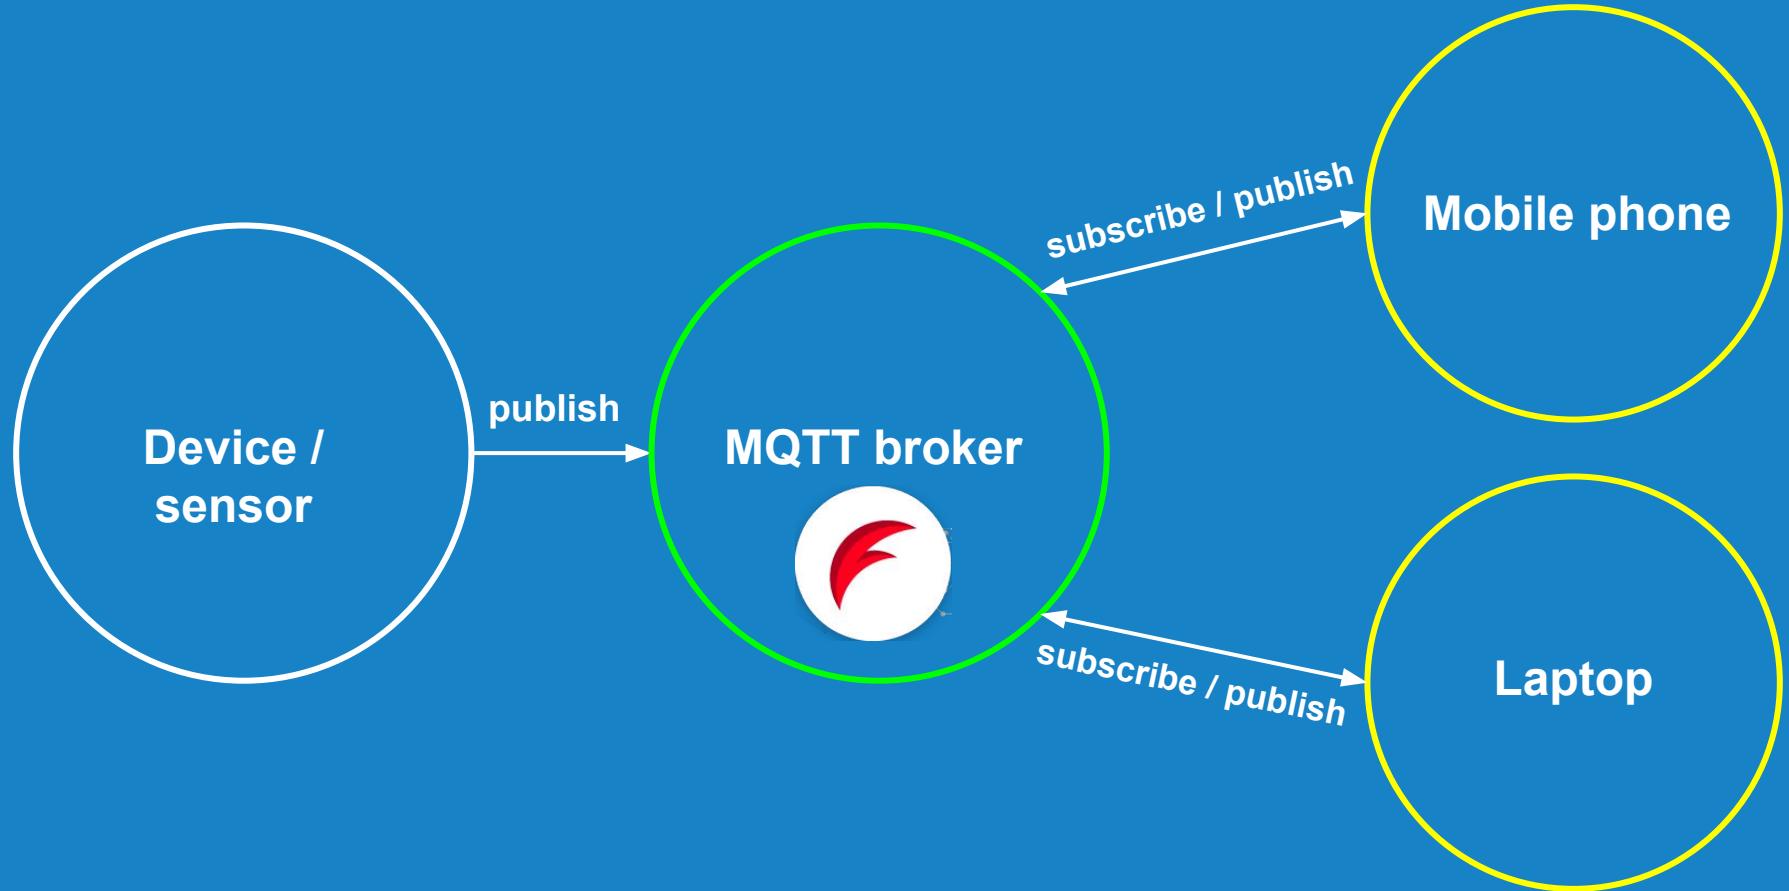 Device /
sensor
publish
MQTT broker
subscribe / publish
Mobile phone
subscribe / publish
Laptop